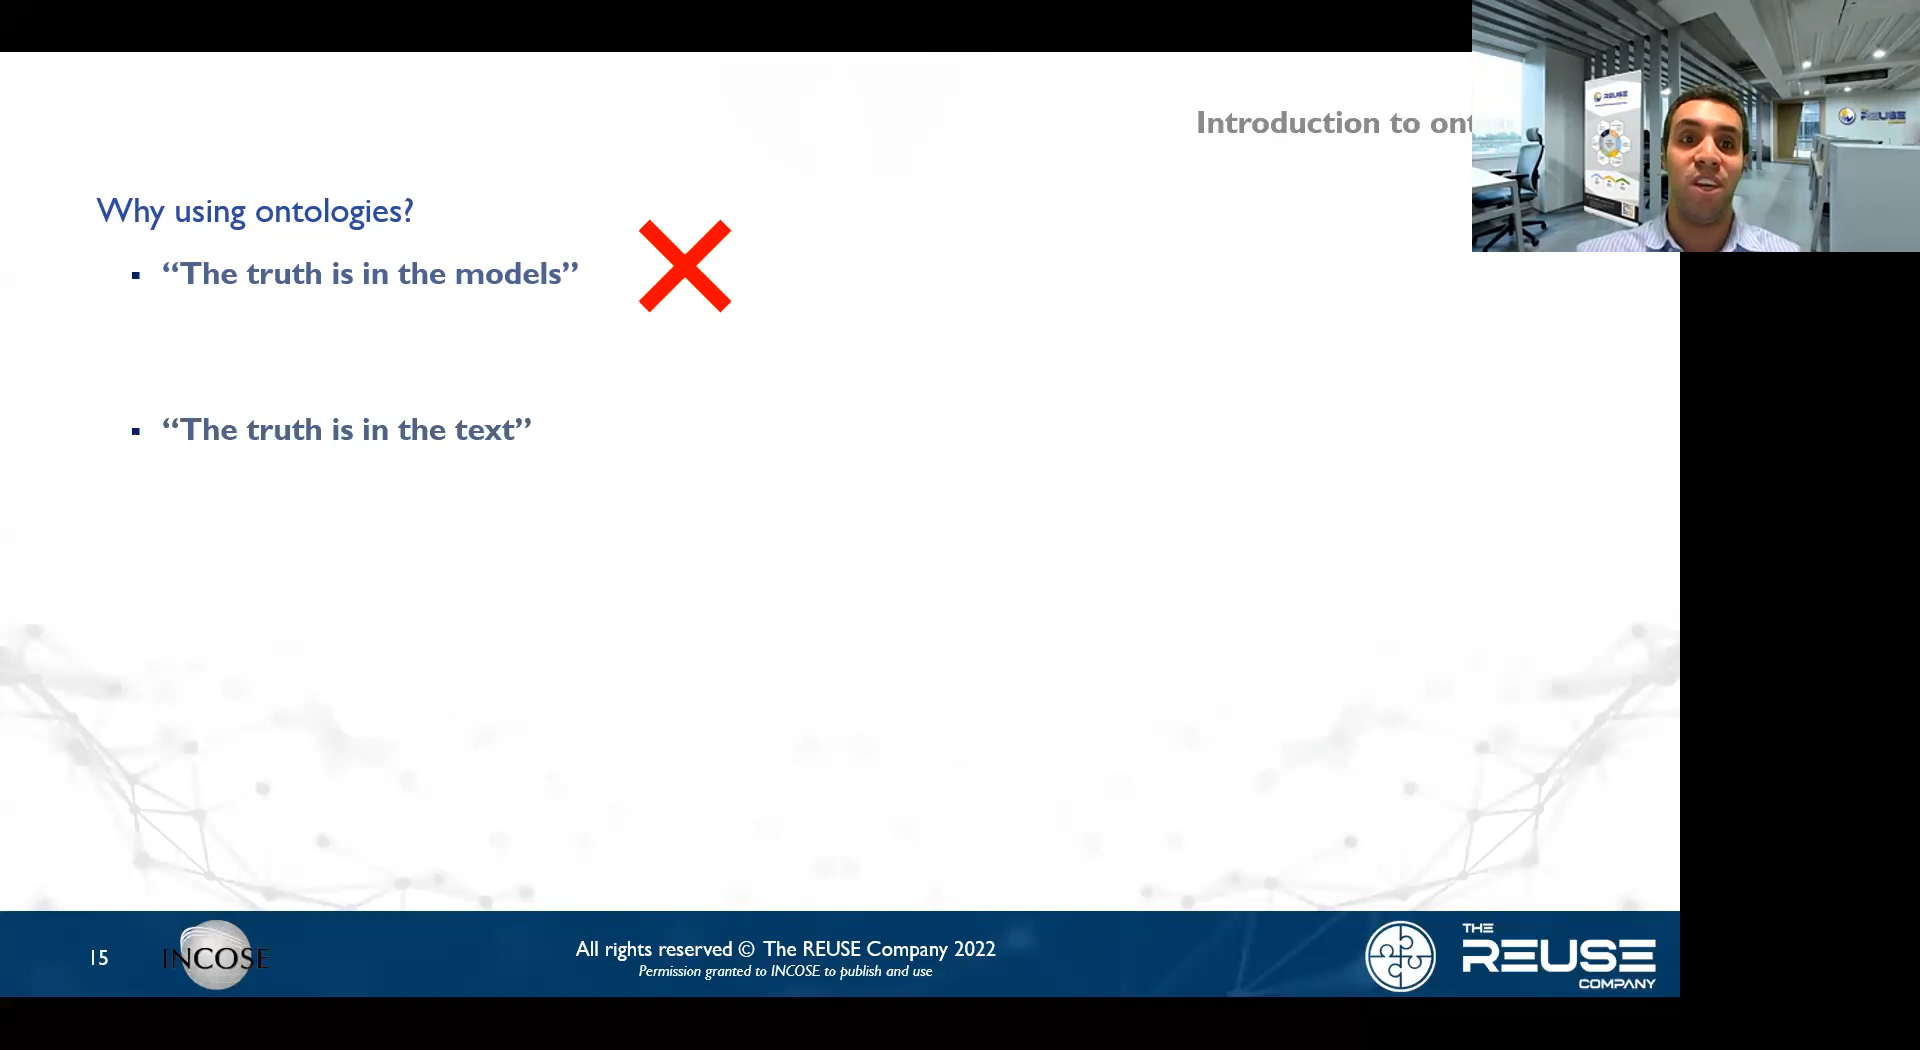 Introduction to ont
REUSE
REUSE
Why using ontologies?
▪ “The truth is in the models”
▪ “The truth is in the text”
15
INCOSE
All rights reserved © The REUSE Company 2022
Permission granted to INCOSE to publish and use
THE
REUSE
COMPANY